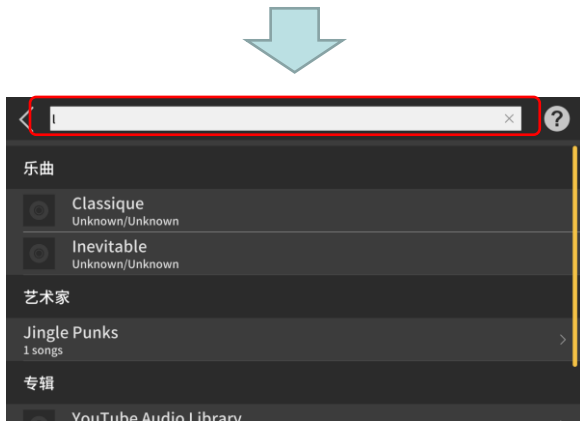 l
×
?
乐曲
Classique
Unknown/Unknown
Inevitable
Unknown/Unknown
艺术家
Jingle Punks
1 songs
专辑
YouTube Audio Library